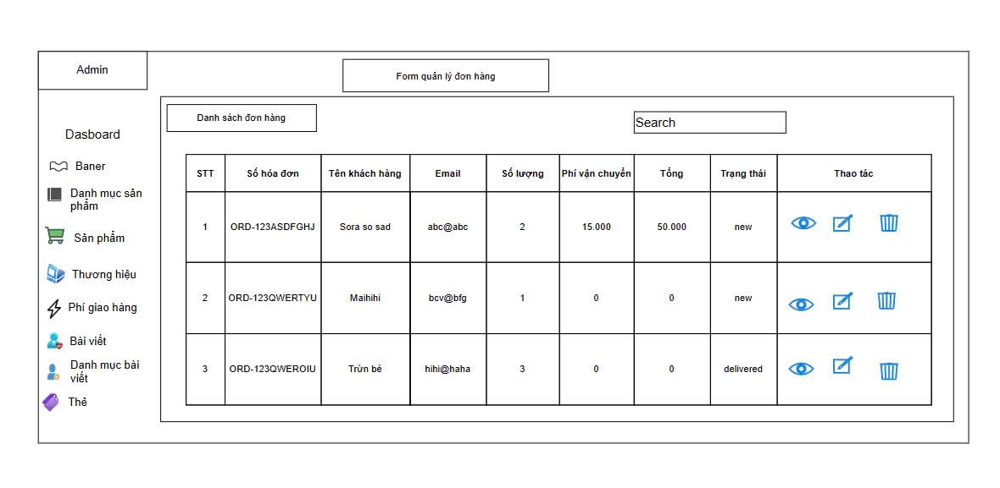 Admin
Form quản lý đơn hàng
Danh sách đơn hàng
Search
Dasboard
Baner
Danh mục sản
phẩm
Sản phẩm
Thương hiệu
Phí giao hàng
Bài viết
Danh mục bài
viết
Thẻ
STT Số hóa đơn Tên khách hàng Email Số lượng Phí vận chuyển Tổng Trạng thái Thao tác
1 ORD-123ASDFGHJ Sora so sad abc@abc 2 15.000 50.000 new
2 ORD-123QWERTYU Maihihi bcv@bfg 1 0 0 new
3 ORD-123QWEROIU Trừn bé hihi@haha 3 0 0 delivered